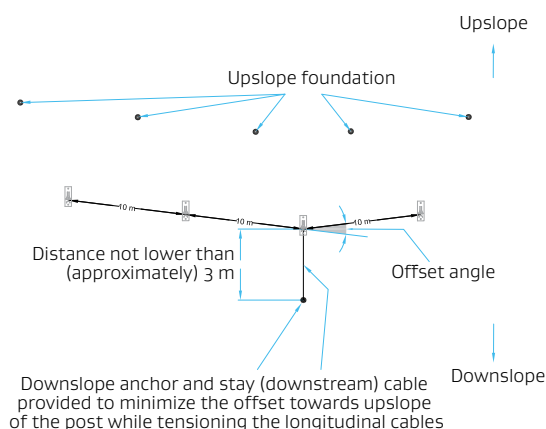 Upslope
Upslope foundation
10 m
10 m
10 m
Distance not lower than
(approximately) 3 m
Offset angle
Downslope
Downslope anchor and stay (downstream) cable
provided to minimize the offset towards upslope
of the post while tensioning the longitudinal cables